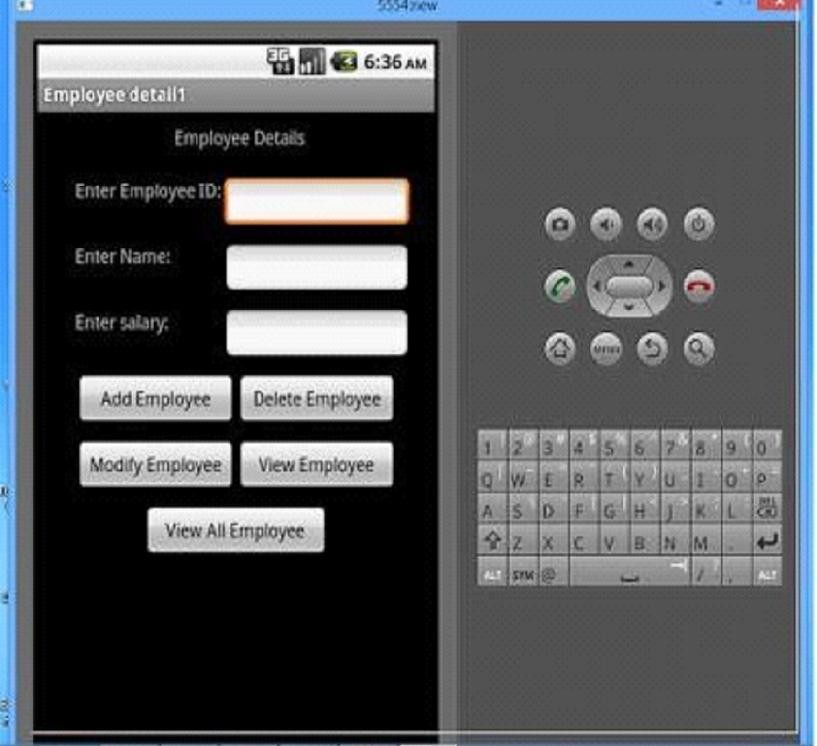 5554:new
3G
6:36 AM
Employee detail1
Employee Details
Enter Employee ID:
Enter Name:
Enter salary:
Add Employee
Delete Employee
Modify Employee
View Employee
View All Employee
MENU
1 2 3 4 5 6 7 8 9 0
Q W E R T Y U I O P
A S D F G H J K L DEL
Z X C V B N M .
ALT SYM @ / , ALT